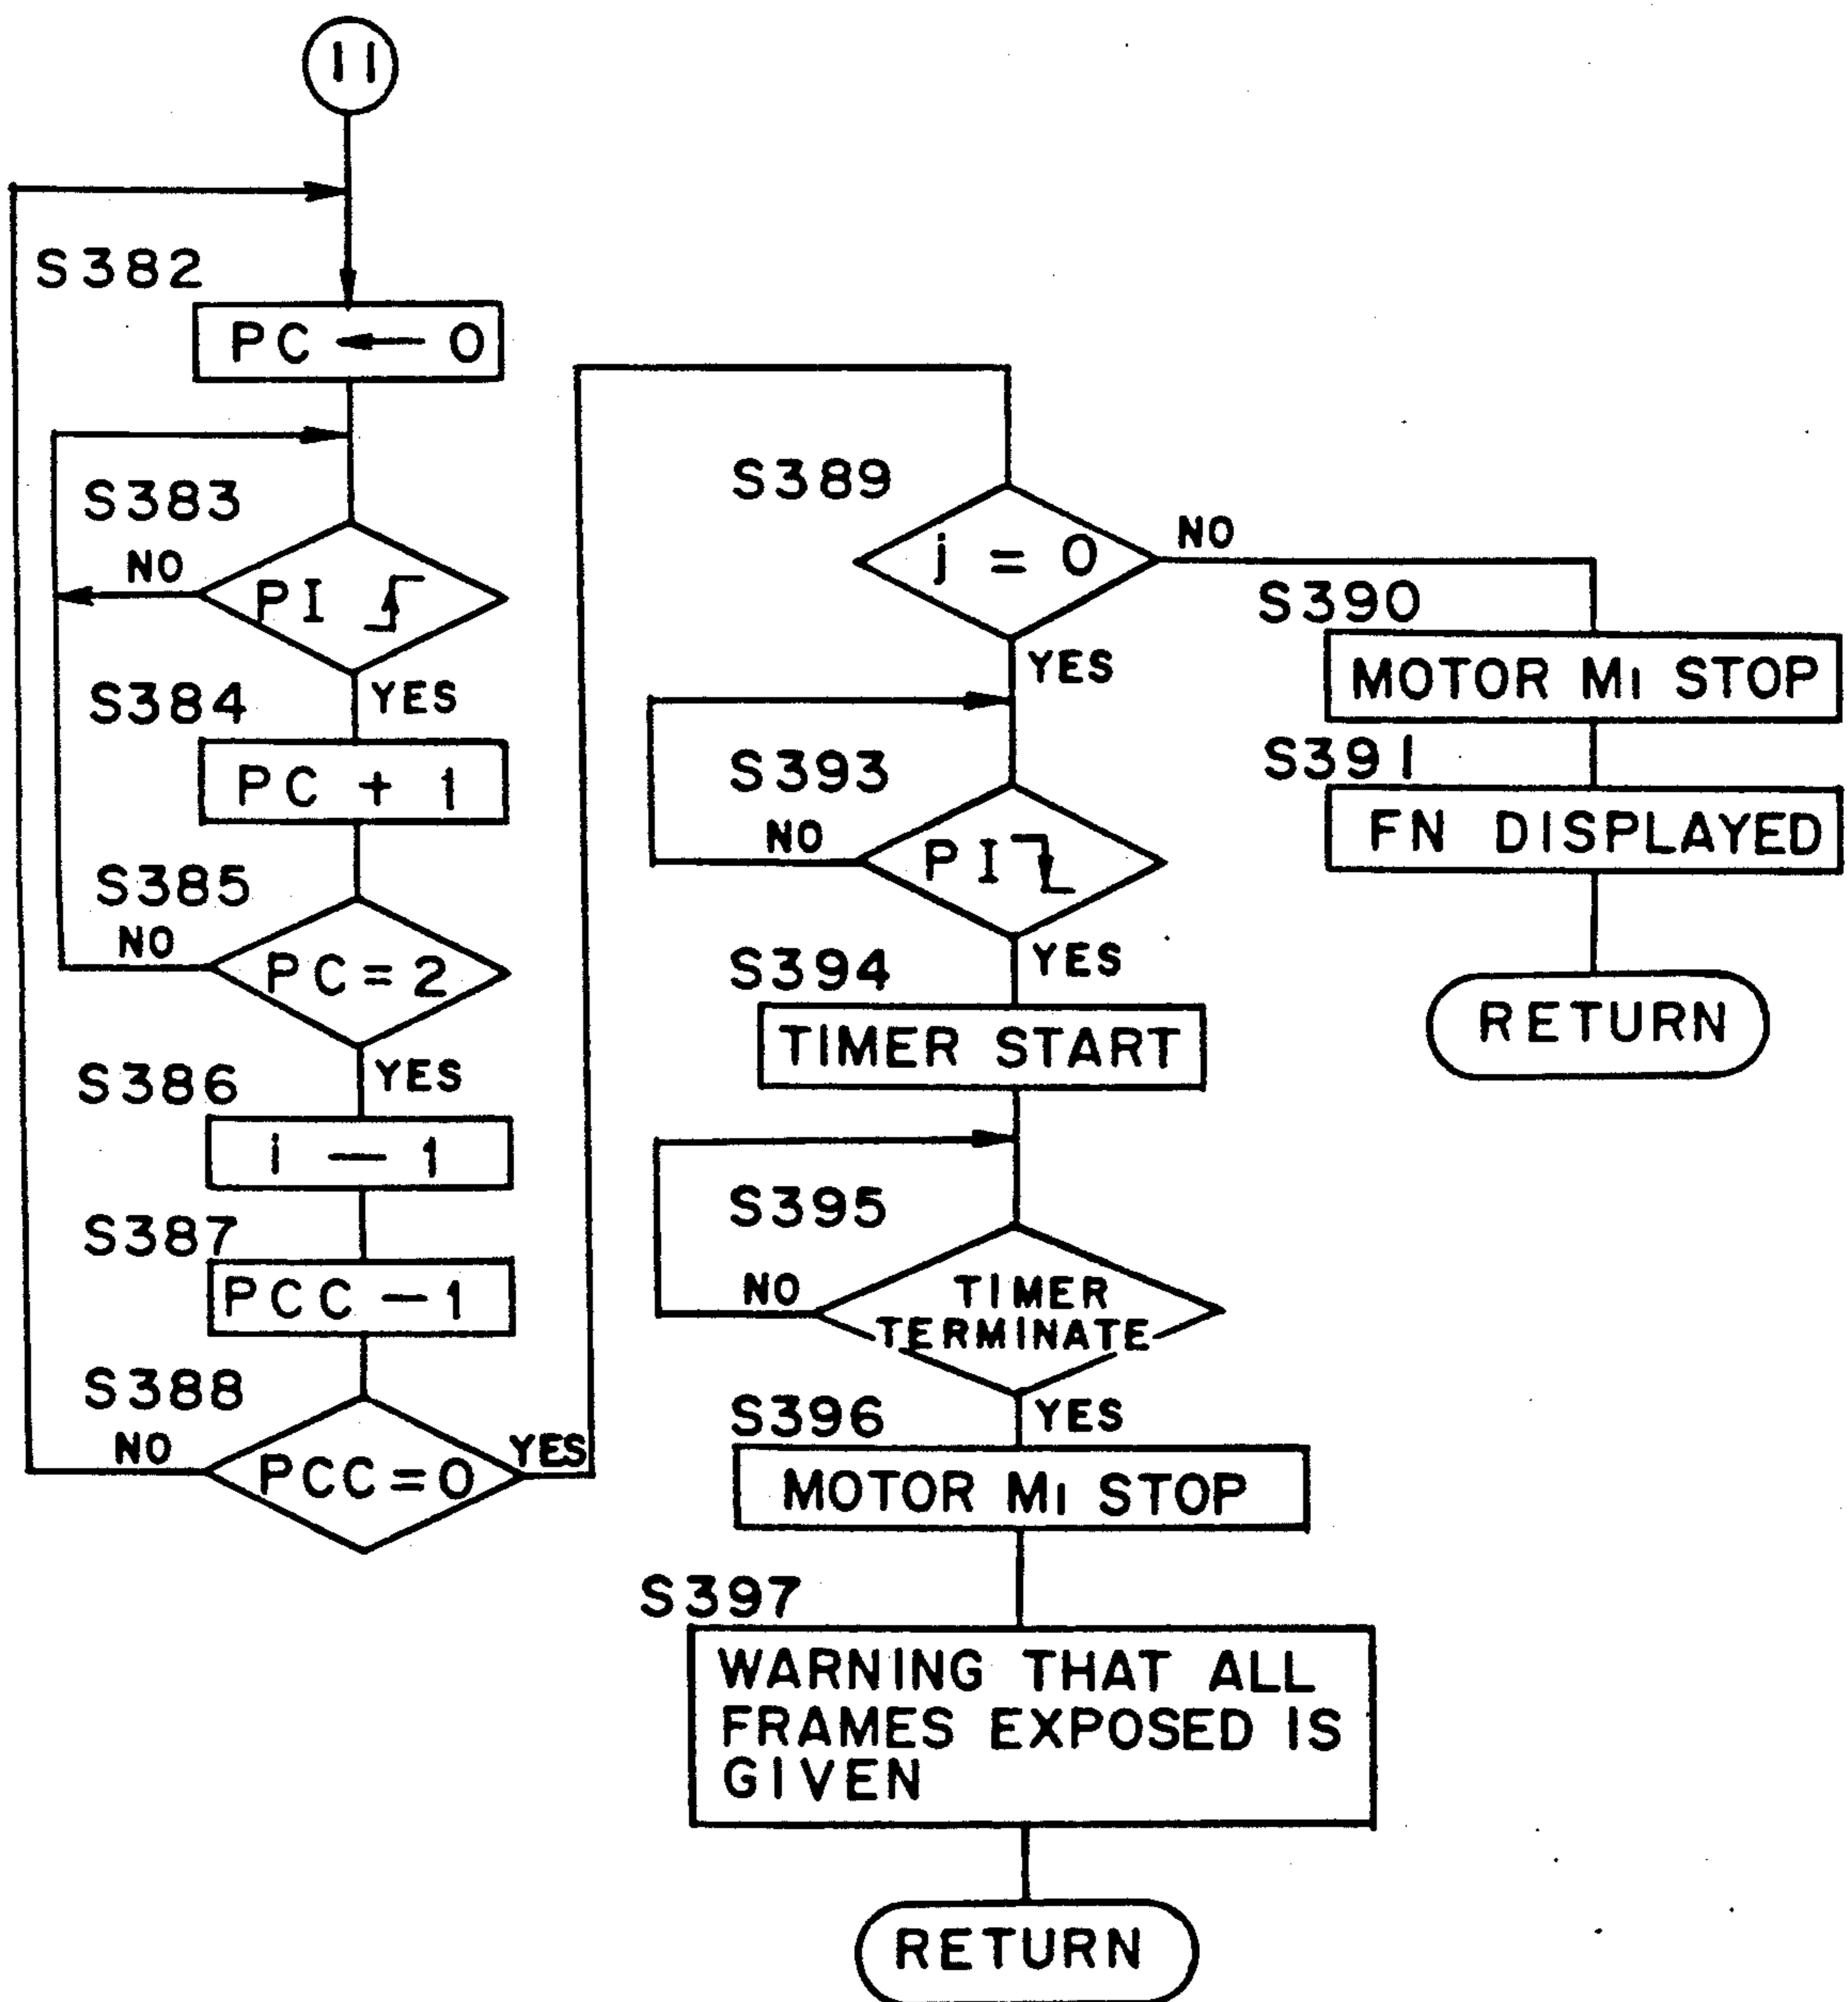 11
S382
PC ← 0
S383
NO
PI
YES
S384
PC + 1
S385
NO
PC = 2
YES
S386
i - 1
S387
PCC - 1
S388
NO
PCC = 0
YES
S389
j = 0
NO
YES
S390
MOTOR M1 STOP
S391
FN DISPLAYED
RETURN
S393
NO
PI
YES
S394
TIMER START
S395
NO
TIMER
TERMINATE
YES
S396
MOTOR M1 STOP
S397
WARNING THAT ALL
FRAMES EXPOSED IS
GIVEN
RETURN